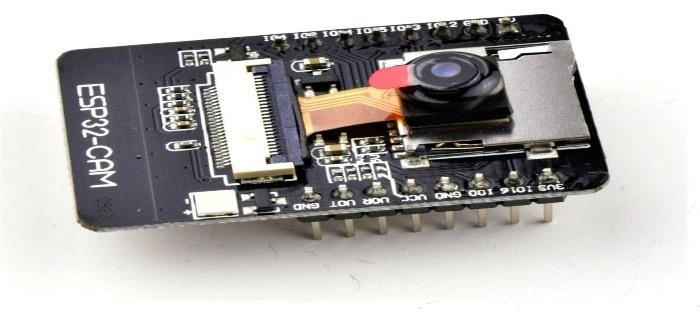 IO4 IO2 IO14 IO15 IO13 IO12 GND 5V
ESP32-CAM
GND UOT UOR VCC GND IO0 IO16 3V3